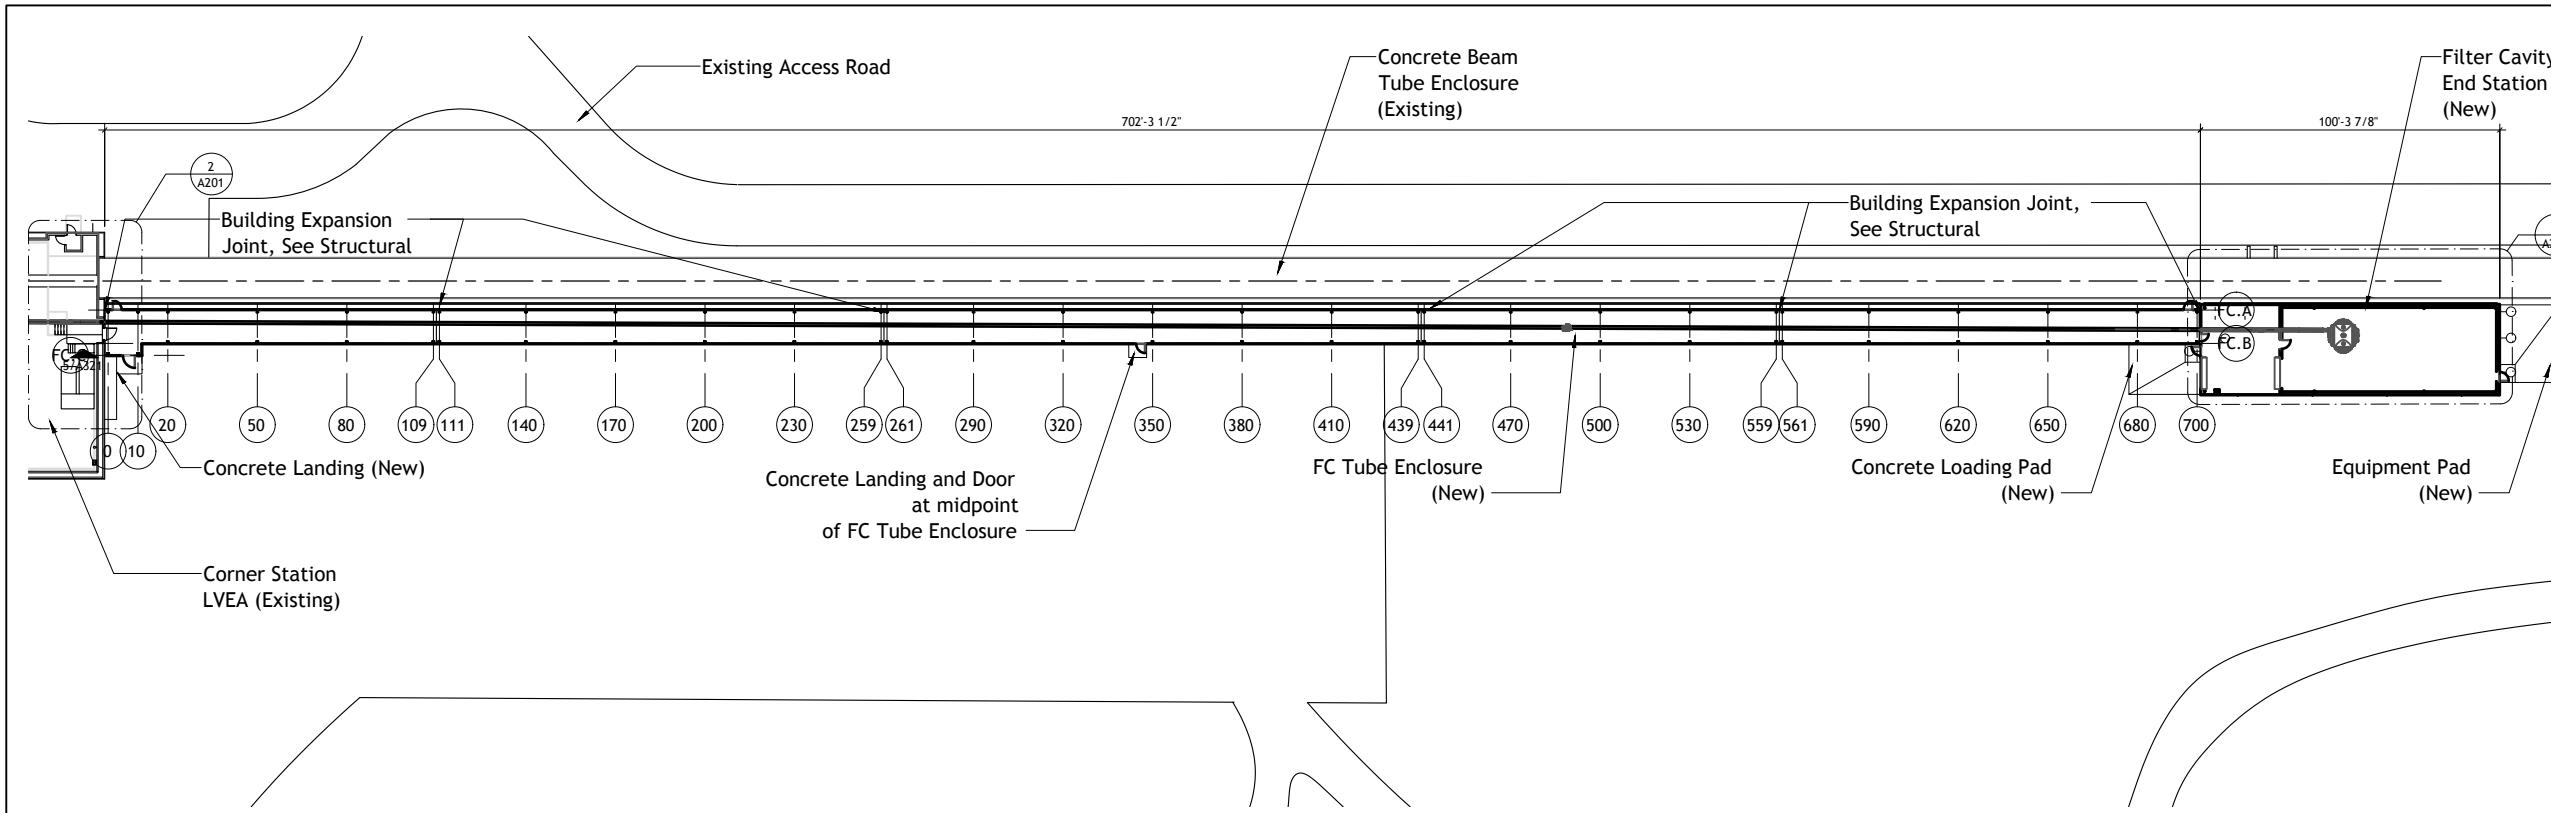 Existing Access Road
Concrete Beam
Tube Enclosure
(Existing)
Filter Cavity
End Station
(New)
702'-3 1/2"
100'-3 7/8"
2
A201
Building Expansion
Joint, See Structural
Building Expansion Joint,
See Structural
FC.A
FC.B
20
50
80
109
111
140
170
200
230
259
261
290
320
350
380
410
439
441
470
500
530
559
561
590
620
650
680
700
0
10
Concrete Landing (New)
Concrete Landing and Door
at midpoint
of FC Tube Enclosure
FC Tube Enclosure
(New)
Concrete Loading Pad
(New)
Equipment Pad
(New)
Corner Station
LVEA (Existing)